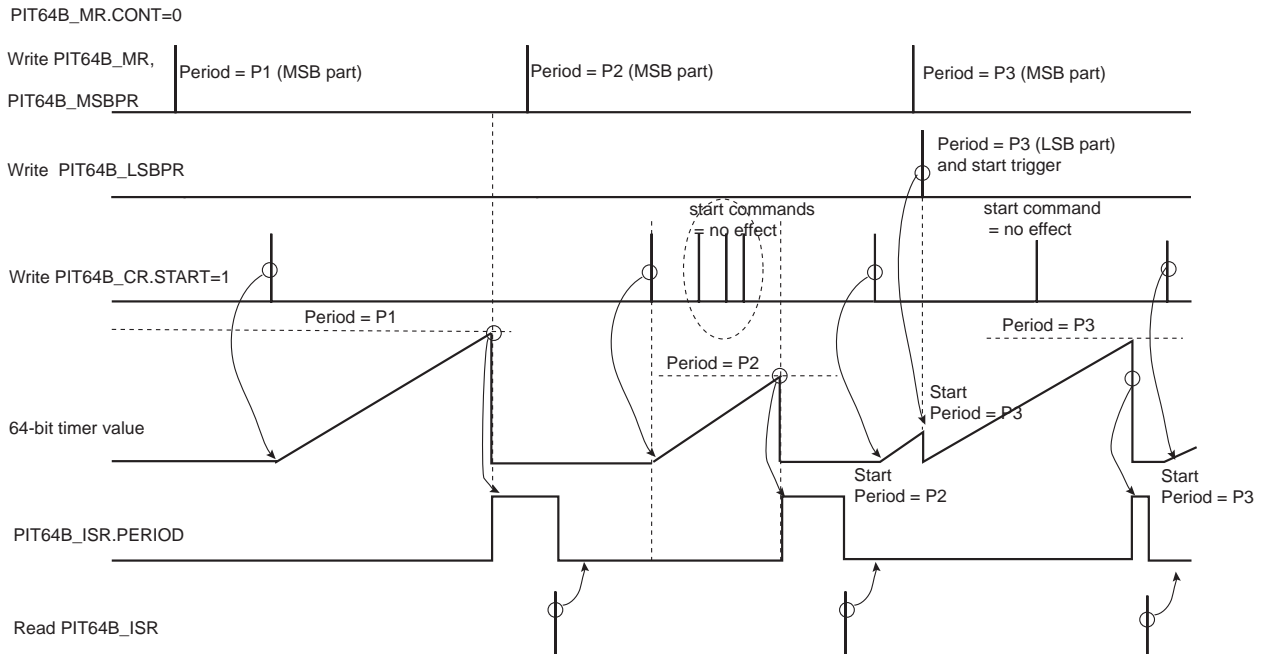 PIT64B_MR.CONT=0
Write PIT64B_MR,
PIT64B_MSBPR
Period = P1 (MSB part)
Period = P2 (MSB part)
Period = P3 (MSB part)
Write PIT64B_LSBPR
Period = P3 (LSB part)
and start trigger
start commands
= no effect
start command
= no effect
Write PIT64B_CR.START=1
Period = P1
Period = P3
Period = P2
Start
Period = P3
64-bit timer value
Start
Period = P2
Start
Period = P3
PIT64B_ISR.PERIOD
Read PIT64B_ISR